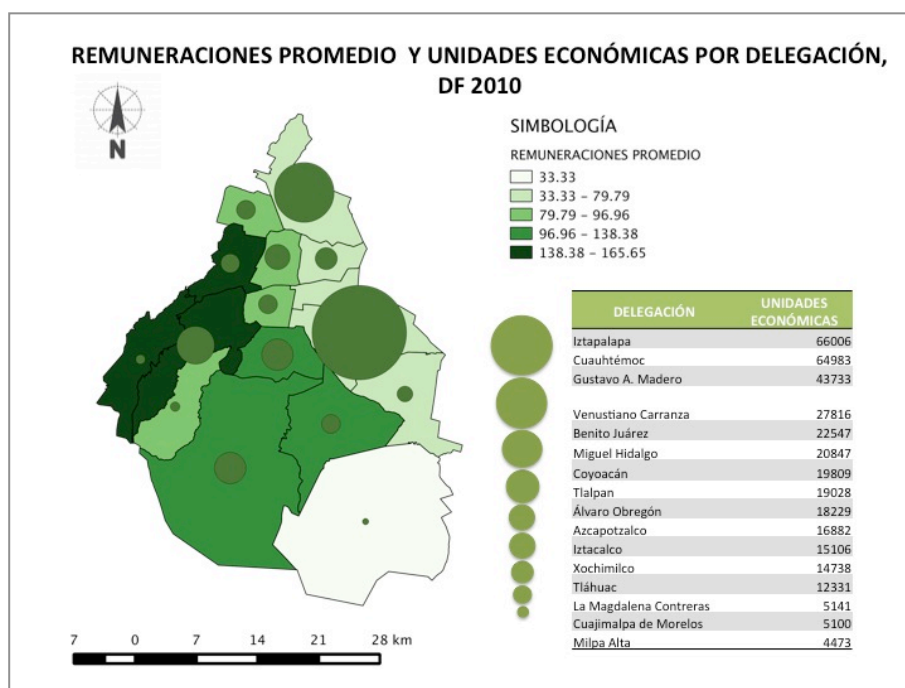 REMUNERACIONES PROMEDIO Y UNIDADES ECONÓMICAS POR DELEGACIÓN,
DF 2010
N
SIMBOLOGÍA
REMUNERACIONES PROMEDIO
33.33
33.33 - 79.79
79.79 - 96.96
96.96 - 138.38
138.38 - 165.65
DELEGACIÓN UNIDADES ECONÓMICAS
Iztapalapa 66006
Cuauhtémoc 64983
Gustavo A. Madero 43733
Venustiano Carranza 27816
Benito Juárez 22547
Miguel Hidalgo 20847
Coyoacán 19809
Tlalpan 19028
Álvaro Obregón 18229
Azcapotzalco 16882
Iztacalco 15106
Xochimilco 14738
Tláhuac 12331
La Magdalena Contreras 5141
Cuajimalpa de Morelos 5100
Milpa Alta 4473
7 0 7 14 21 28 km